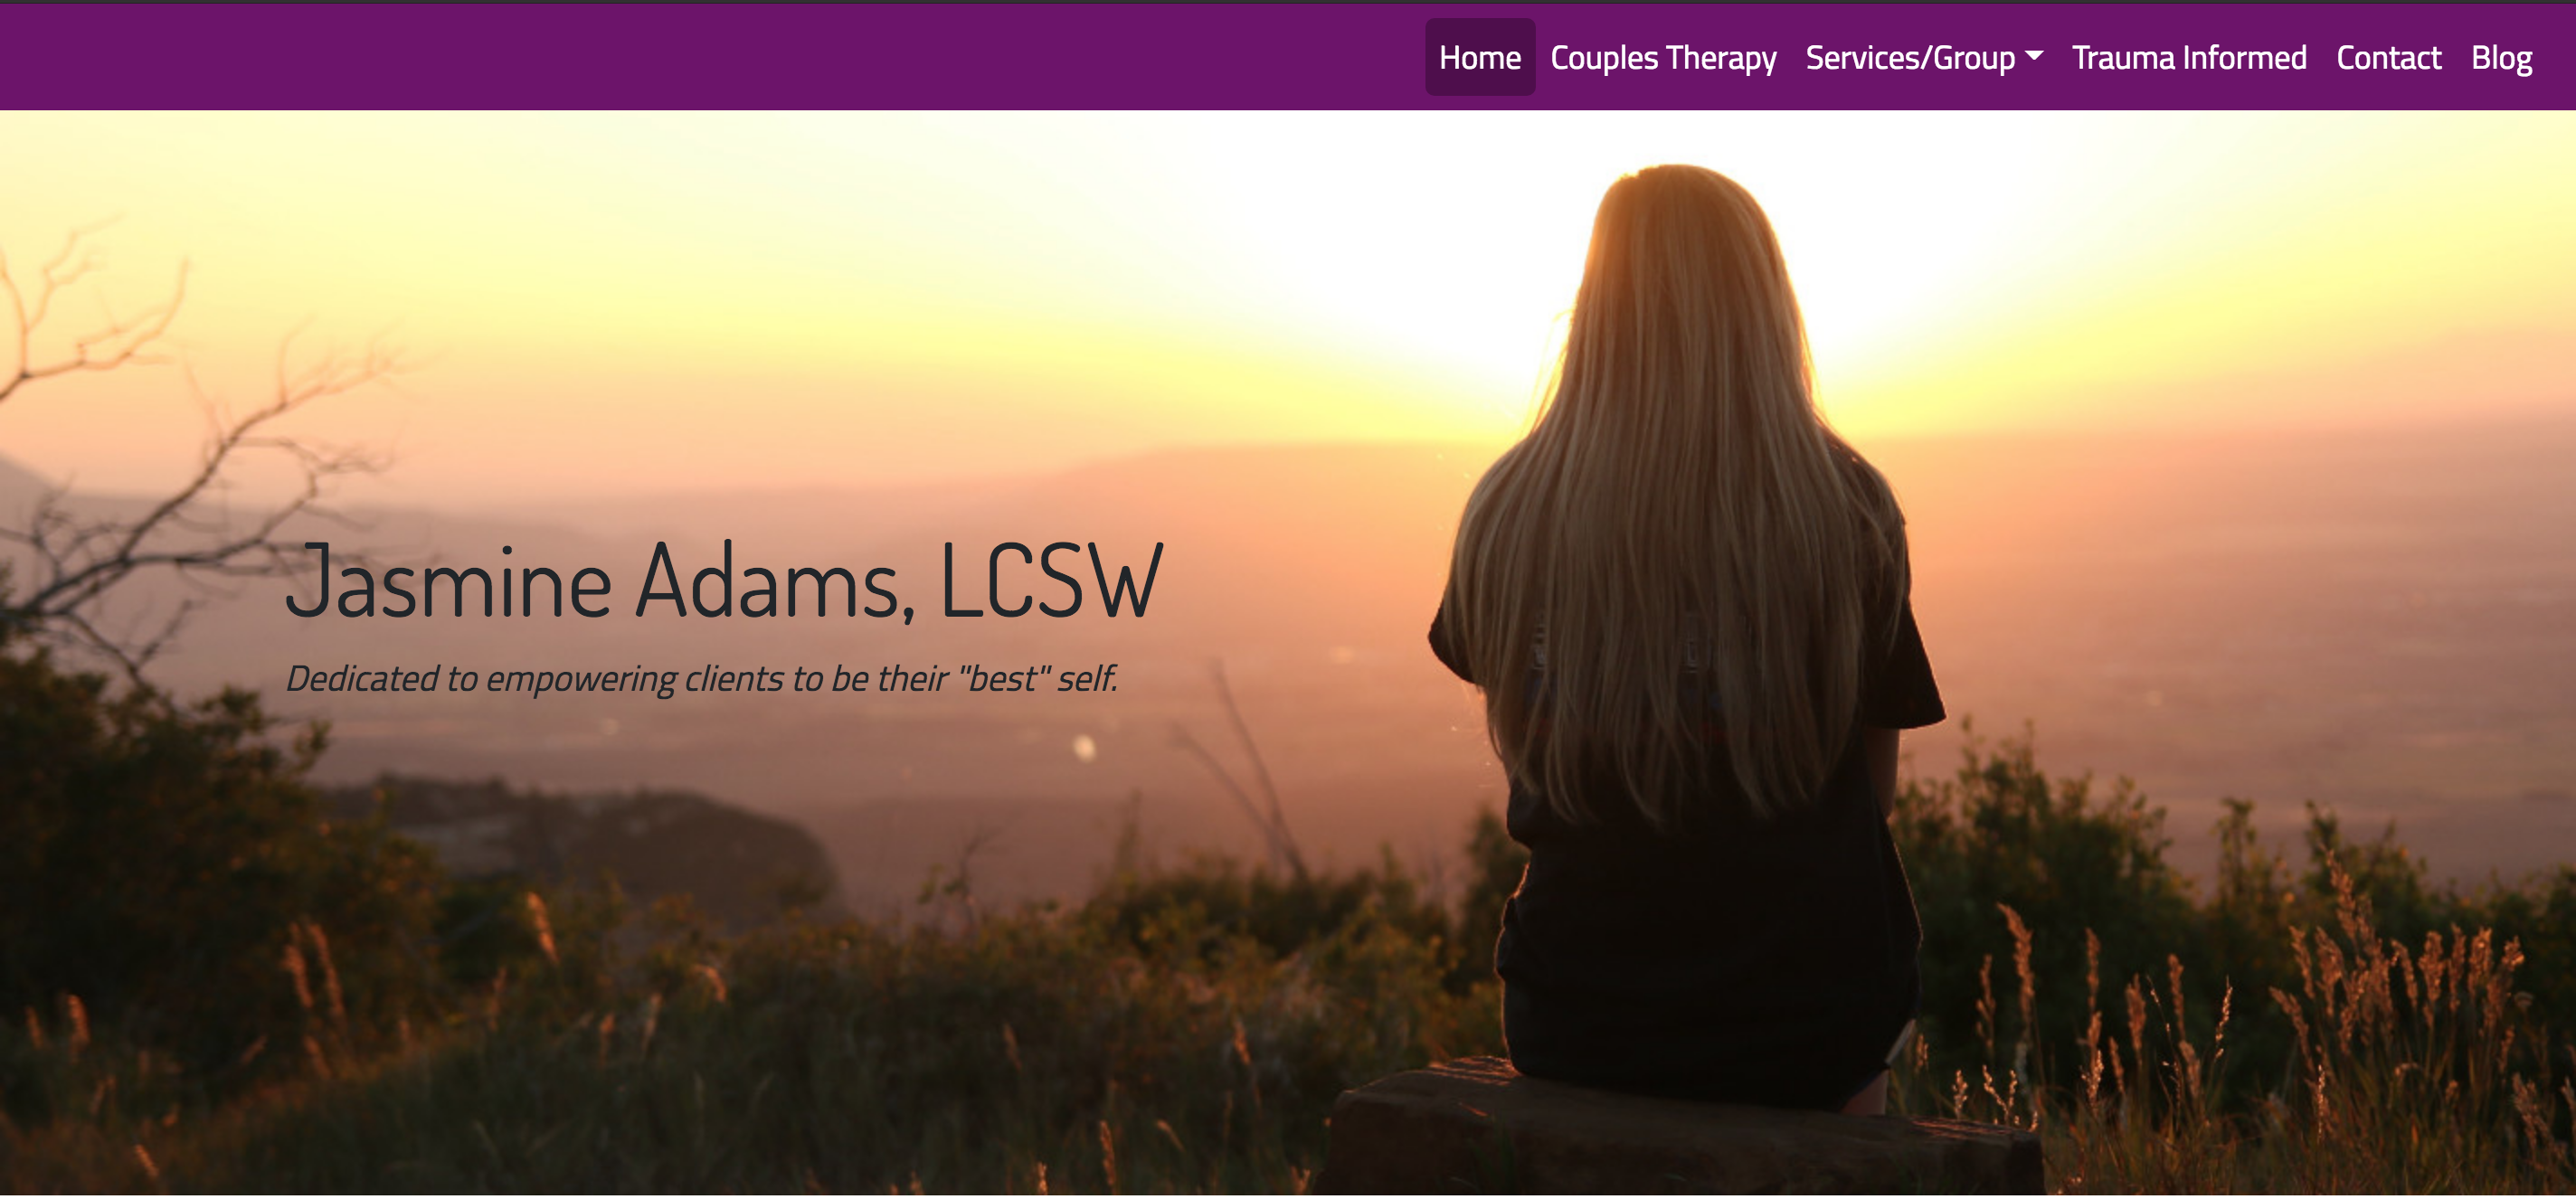 Home Couples Therapy Services/Group Trauma Informed Contact Blog
Jasmine Adams, LCSW
Dedicated to empowering clients to be their "best" self.